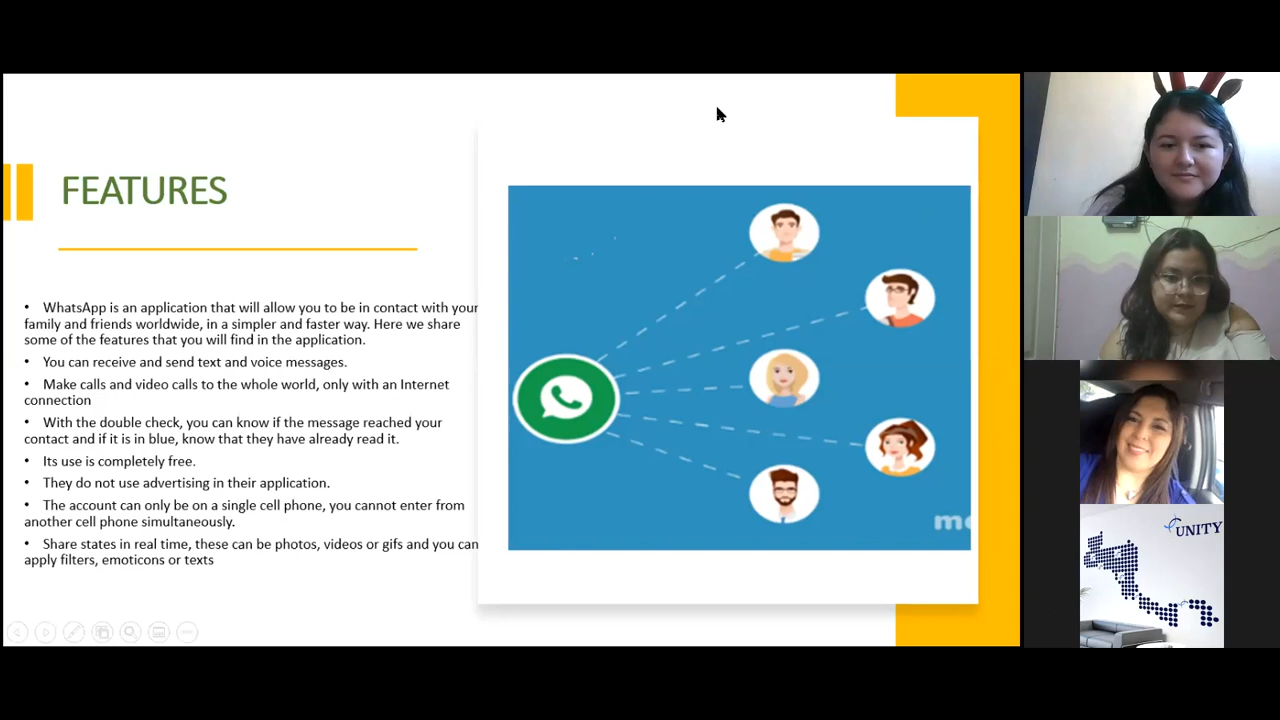 FEATURES
• WhatsApp is an application that will allow you to be in contact with your
family and friends worldwide, in a simpler and faster way. Here we share
some of the features that you will find in the application.
• You can receive and send text and voice messages.
• Make calls and video calls to the whole world, only with an Internet
connection
• With the double check, you can know if the message reached your
contact and if it is in blue, know that they have already read it.
• Its use is completely free.
• They do not use advertising in their application.
• The account can only be on a single cell phone, you cannot enter from
another cell phone simultaneously.
• Share states in real time, these can be photos, videos or gifs and you can
apply filters, emoticons or texts
UNITY